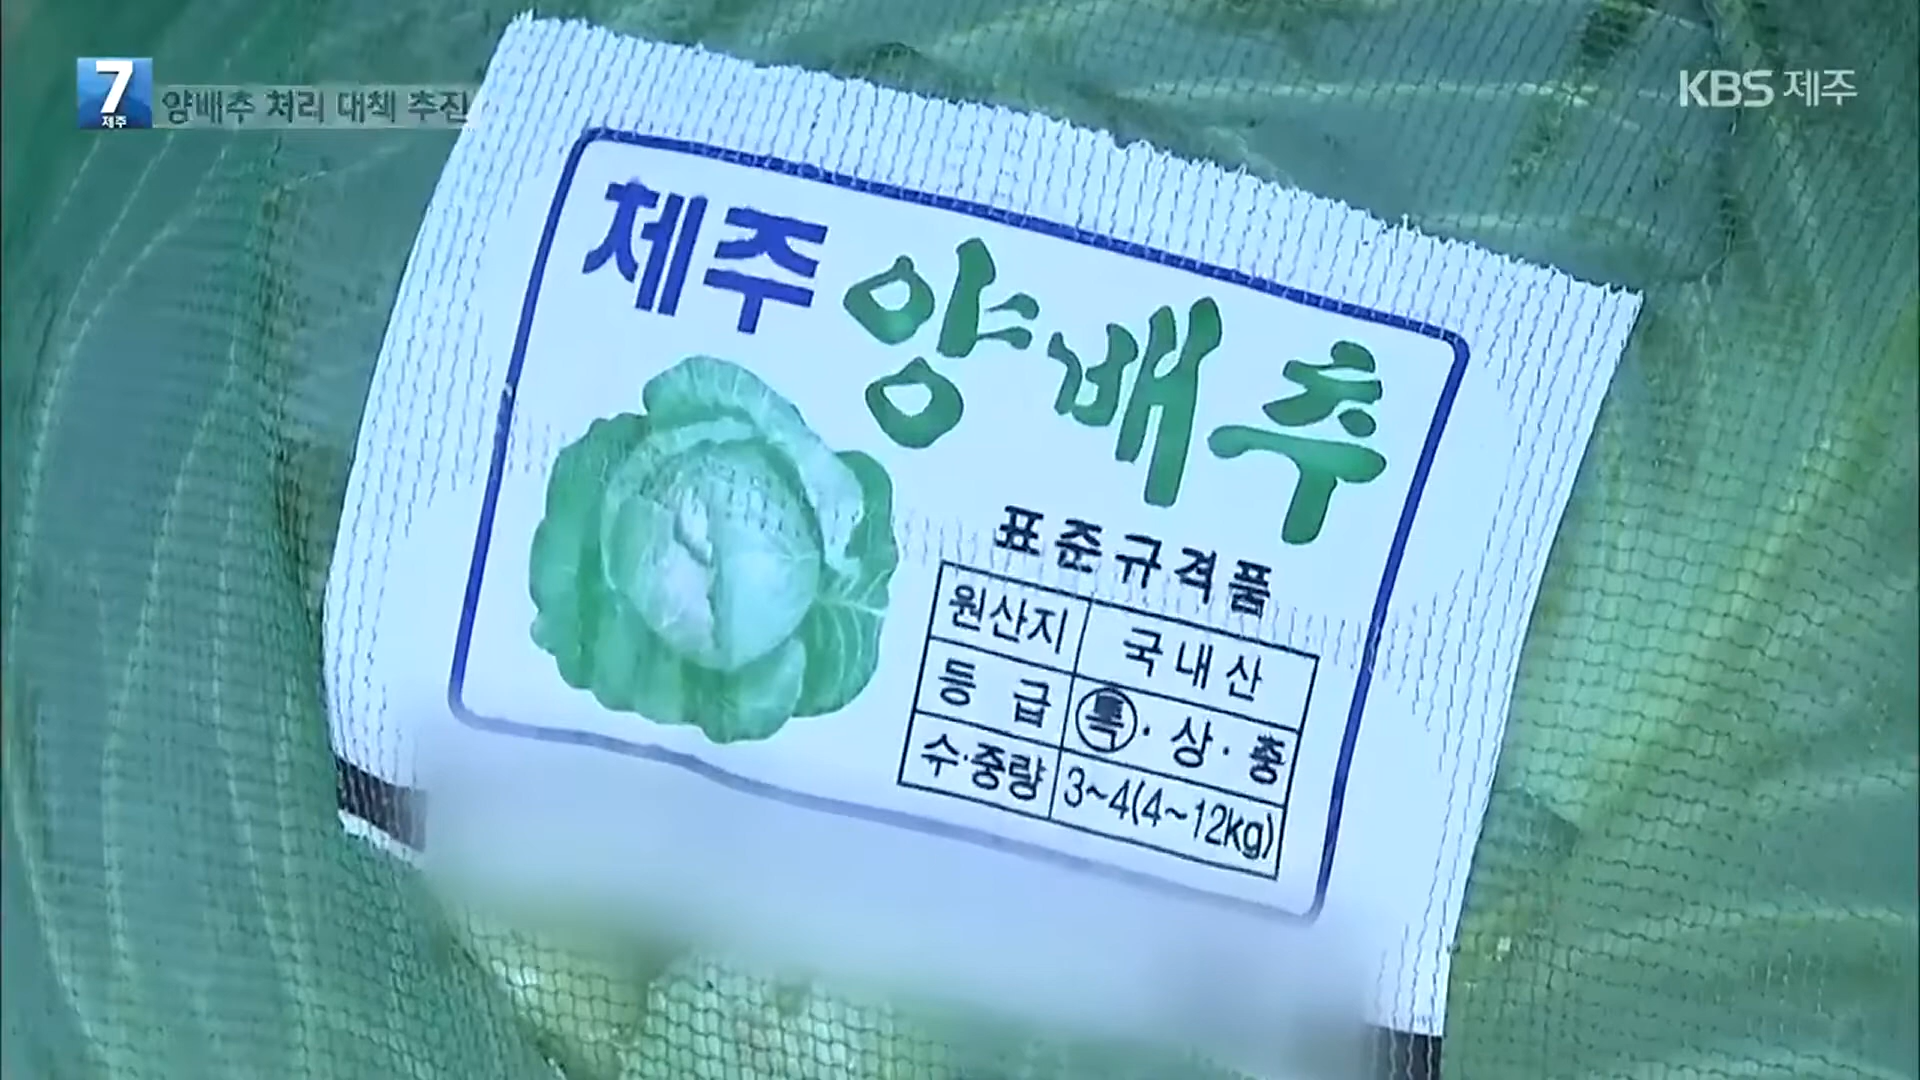 7
제주
양배추 처리 대책 추진
KBS 제주
제주 양배추
표준규격품
원산지 국내산
등급 특·상·중
수·중량 3~4(4~12kg)